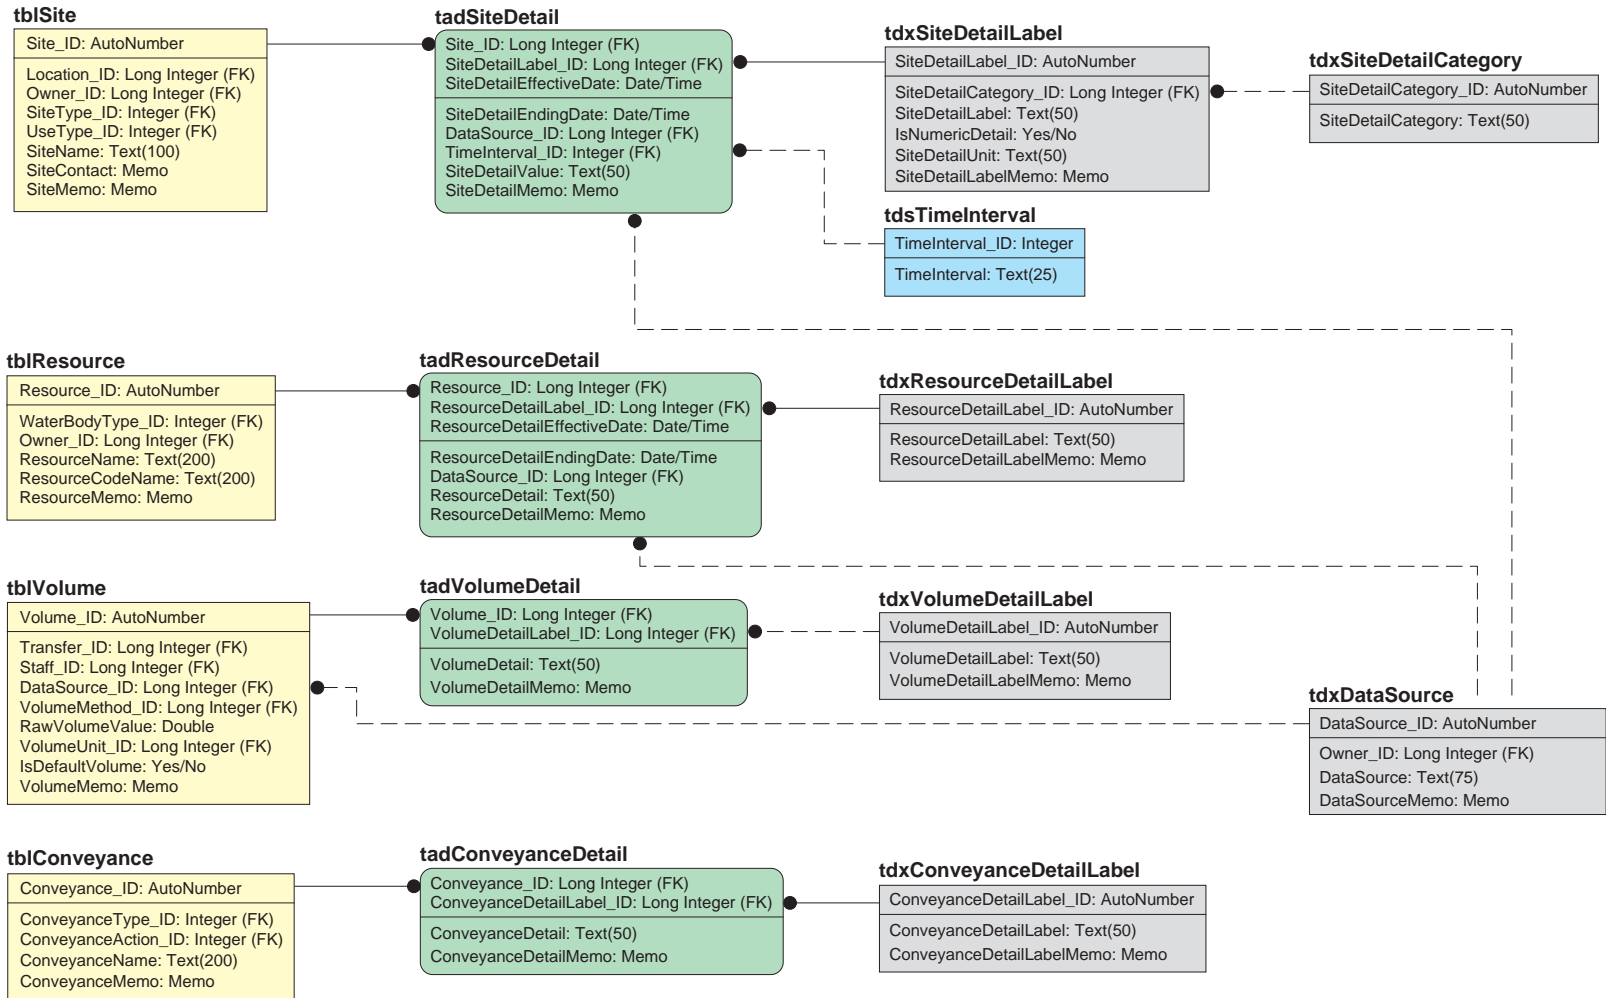 tblSite
Site_ID: AutoNumber
Location_ID: Long Integer (FK)
Owner_ID: Long Integer (FK)
SiteType_ID: Integer (FK)
UseType_ID: Integer (FK)
SiteName: Text(100)
SiteContact: Memo
SiteMemo: Memo
tadSiteDetail
Site_ID: Long Integer (FK)
SiteDetailLabel_ID: Long Integer (FK)
SiteDetailEffectiveDate: Date/Time
SiteDetailEndingDate: Date/Time
DataSource_ID: Long Integer (FK)
TimeInterval_ID: Integer (FK)
SiteDetailValue: Text(50)
SiteDetailMemo: Memo
tdxSiteDetailLabel
SiteDetailLabel_ID: AutoNumber
SiteDetailCategory_ID: Long Integer (FK)
SiteDetailLabel: Text(50)
IsNumericDetail: Yes/No
SiteDetailUnit: Text(50)
SiteDetailLabelMemo: Memo
tdxSiteDetailCategory
SiteDetailCategory_ID: AutoNumber
SiteDetailCategory: Text(50)
tdsTimeInterval
TimeInterval_ID: Integer
TimeInterval: Text(25)
tblResource
Resource_ID: AutoNumber
WaterBodyType_ID: Integer (FK)
Owner_ID: Long Integer (FK)
ResourceName: Text(200)
ResourceCodeName: Text(200)
ResourceMemo: Memo
tadResourceDetail
Resource_ID: Long Integer (FK)
ResourceDetailLabel_ID: Long Integer (FK)
ResourceDetailEffectiveDate: Date/Time
ResourceDetailEndingDate: Date/Time
DataSource_ID: Long Integer (FK)
ResourceDetail: Text(50)
ResourceDetailMemo: Memo
tdxResourceDetailLabel
ResourceDetailLabel_ID: AutoNumber
ResourceDetailLabel: Text(50)
ResourceDetailLabelMemo: Memo
tblVolume
Volume_ID: AutoNumber
Transfer_ID: Long Integer (FK)
Staff_ID: Long Integer (FK)
DataSource_ID: Long Integer (FK)
VolumeMethod_ID: Long Integer (FK)
RawVolumeValue: Double
VolumeUnit_ID: Long Integer (FK)
IsDefaultVolume: Yes/No
VolumeMemo: Memo
tadVolumeDetail
Volume_ID: Long Integer (FK)
VolumeDetailLabel_ID: Long Integer (FK)
VolumeDetail: Text(50)
VolumeDetailMemo: Memo
tdxVolumeDetailLabel
VolumeDetailLabel_ID: AutoNumber
VolumeDetailLabel: Text(50)
VolumeDetailLabelMemo: Memo
tdxDataSource
DataSource_ID: AutoNumber
Owner_ID: Long Integer (FK)
DataSource: Text(75)
DataSourceMemo: Memo
tblConveyance
Conveyance_ID: AutoNumber
ConveyanceType_ID: Integer (FK)
ConveyanceAction_ID: Integer (FK)
ConveyanceName: Text(200)
ConveyanceMemo: Memo
tadConveyanceDetail
Conveyance_ID: Long Integer (FK)
ConveyanceDetailLabel_ID: Long Integer (FK)
ConveyanceDetail: Text(50)
ConveyanceDetailMemo: Memo
tdxConveyanceDetailLabel
ConveyanceDetailLabel_ID: AutoNumber
ConveyanceDetailLabel: Text(50)
ConveyanceDetailLabelMemo: Memo